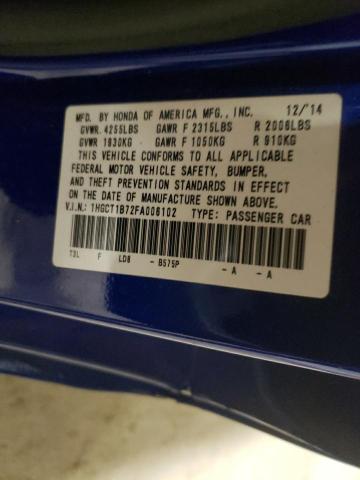 MFD. BY HONDA OF AMERICA MFG., INC. 12/'14
GVWR. 4255LBS GAWR F 2315LBS R 2006LBS
GVWR 1930KG GAWR F 1050KG R 910KG
THIS VEHICLE CONFORMS TO ALL APPLICABLE
FEDERAL MOTOR VEHICLE SAFETY, BUMPER,
AND THEFT PREVENTION STANDARDS IN EFFECT
ON THE DATE OF MANUFACTURE SHOWN ABOVE.
V.I.N.: 1HGCT1B72FA006102 TYPE: PASSENGER CAR
T3L F LD8 - B575P - A - A